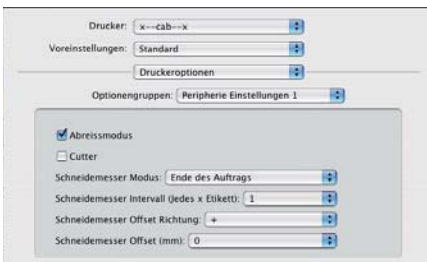 Drucker: x--cab--x
Voreinstellungen: Standard
Druckeroptionen
Optionengruppen: Peripherie Einstellungen 1
Abreissmodus
Cutter
Schneidemesser Modus: Ende des Auftrags
Schneidemesser Intervall (Jedes x Etikett): 1
Schneidemesser Offset Richtung: +
Schneidemesser Offset (mm): 0